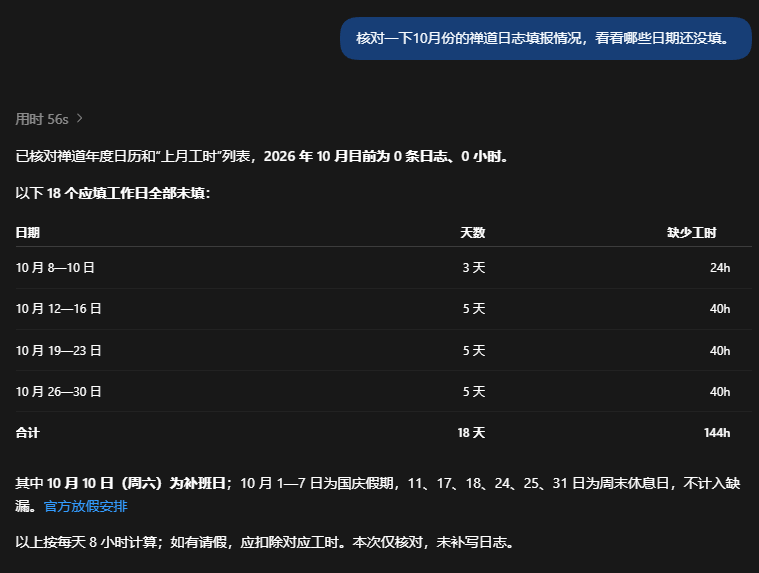 核对一下10月份的禅道日志填报情况，看看哪些日期还没填。
用时 56s >
已核对禅道年度日历和“上月工时”列表，2026 年 10 月目前为 0 条日志、0 小时。
以下 18 个应填工作日全部未填：
日期 天数 缺少工时
10 月 8—10 日 3 天 24h
10 月 12—16 日 5 天 40h
10 月 19—23 日 5 天 40h
10 月 26—30 日 5 天 40h
合计 18 天 144h
其中 10 月 10 日（周六）为补班日；10 月 1—7 日为国庆假期，11、17、18、24、25、31 日为周末休息日，不计入缺
漏。官方放假安排
以上按每天 8 小时计算；如有请假，应扣除对应工时。本次仅核对，未补写日志。